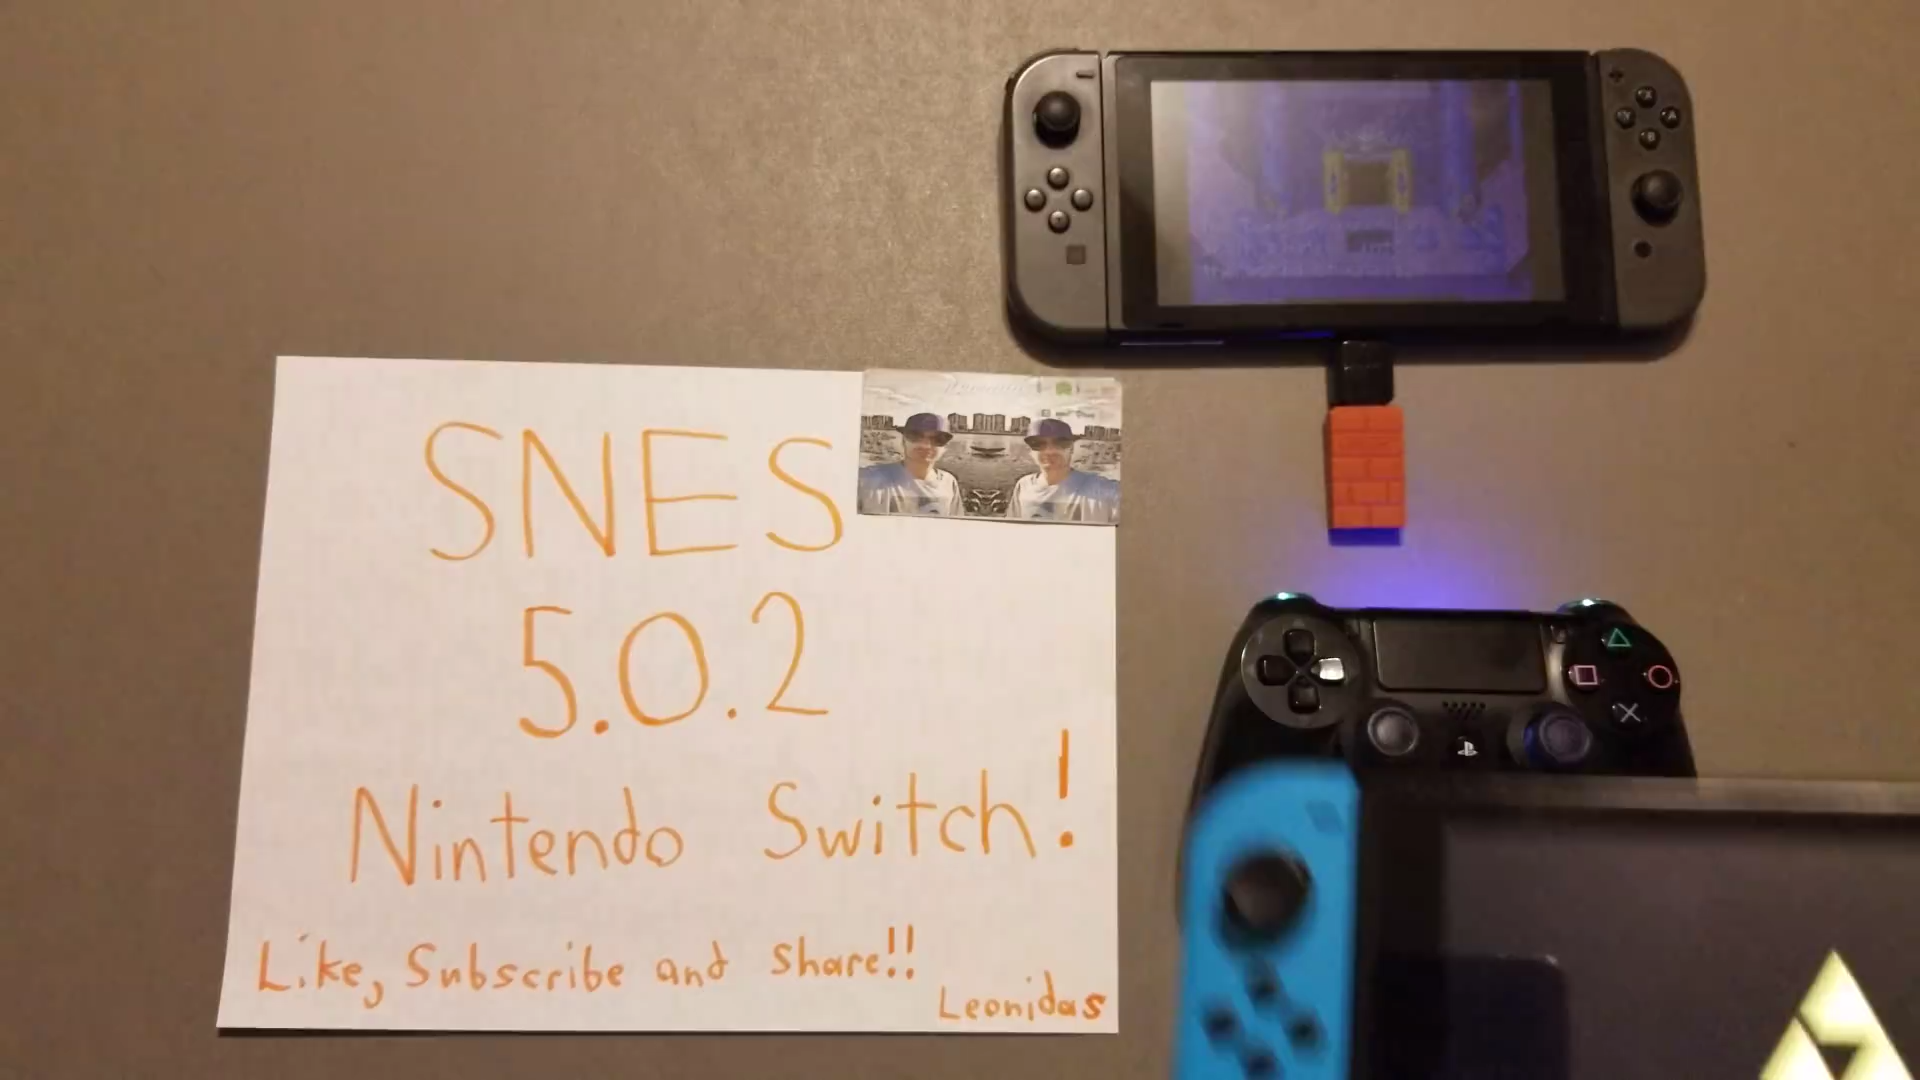 SNES
5.0.2
Nintendo Switch!
Like, Subscribe and Share!!
Leonidas